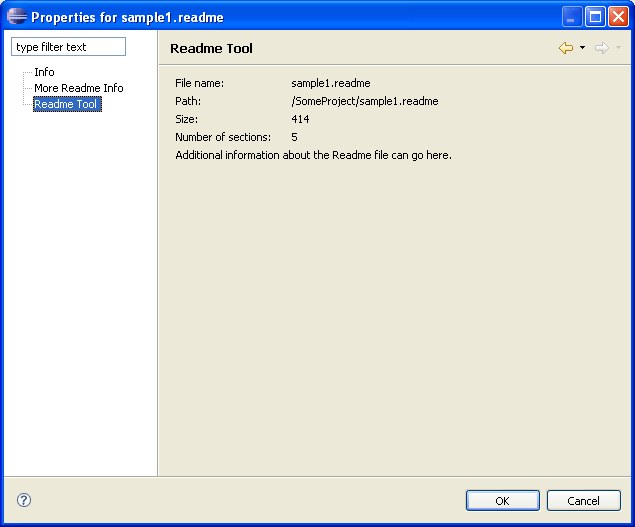 Properties for sample1.readme
type filter text
Readme Tool
Info
More Readme Info
Readme Tool
File name: sample1.readme
Path: /SomeProject/sample1.readme
Size: 414
Number of sections: 5
Additional information about the Readme file can go here.
?
OK Cancel